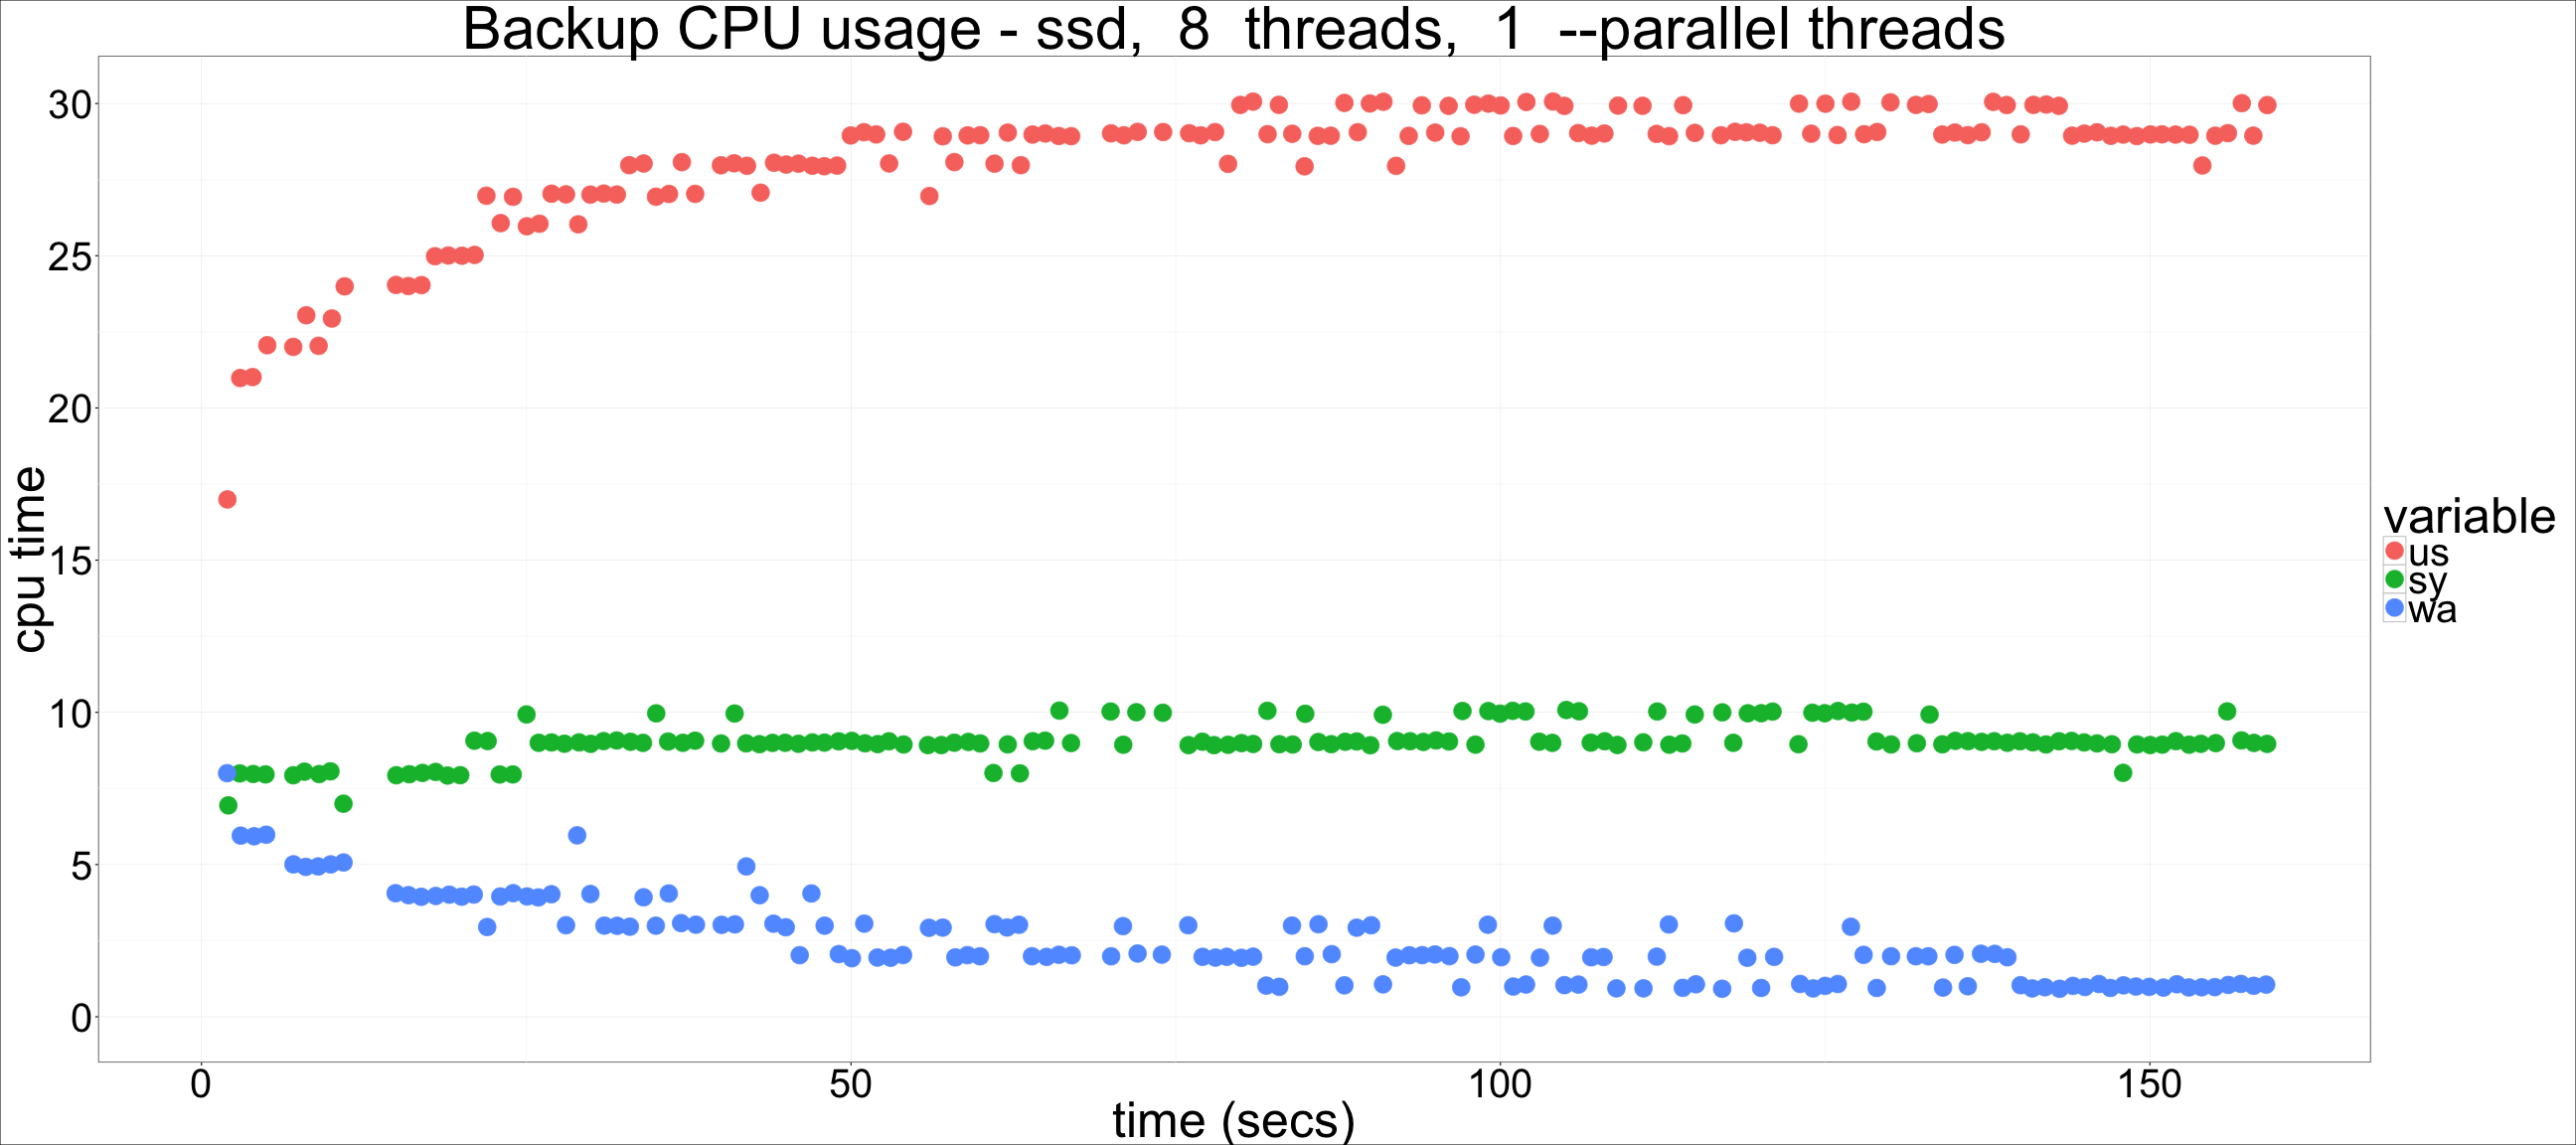 Backup CPU usage - ssd,  8  threads,  1  --parallel threads
30
25
20
15
10
5
0
cpu time
0 50 100 150
time (secs)
variable
us
sy
wa